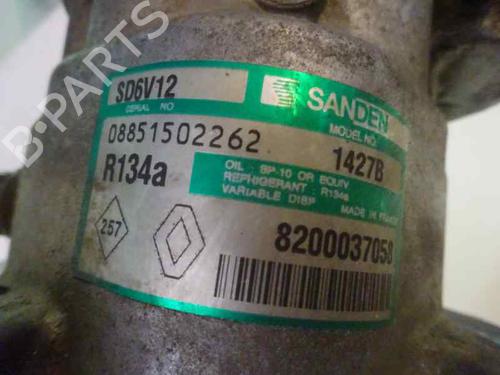 SD6V12
SANDEN
SERIAL NO
MODEL NO.
08851502262
1427B
R134a
OIL : SP-10 OR EQUIV
REFRIGERANT : R134a
VARIABLE DISP
MADE IN FRANCE
257
8200037058
B-PARTS